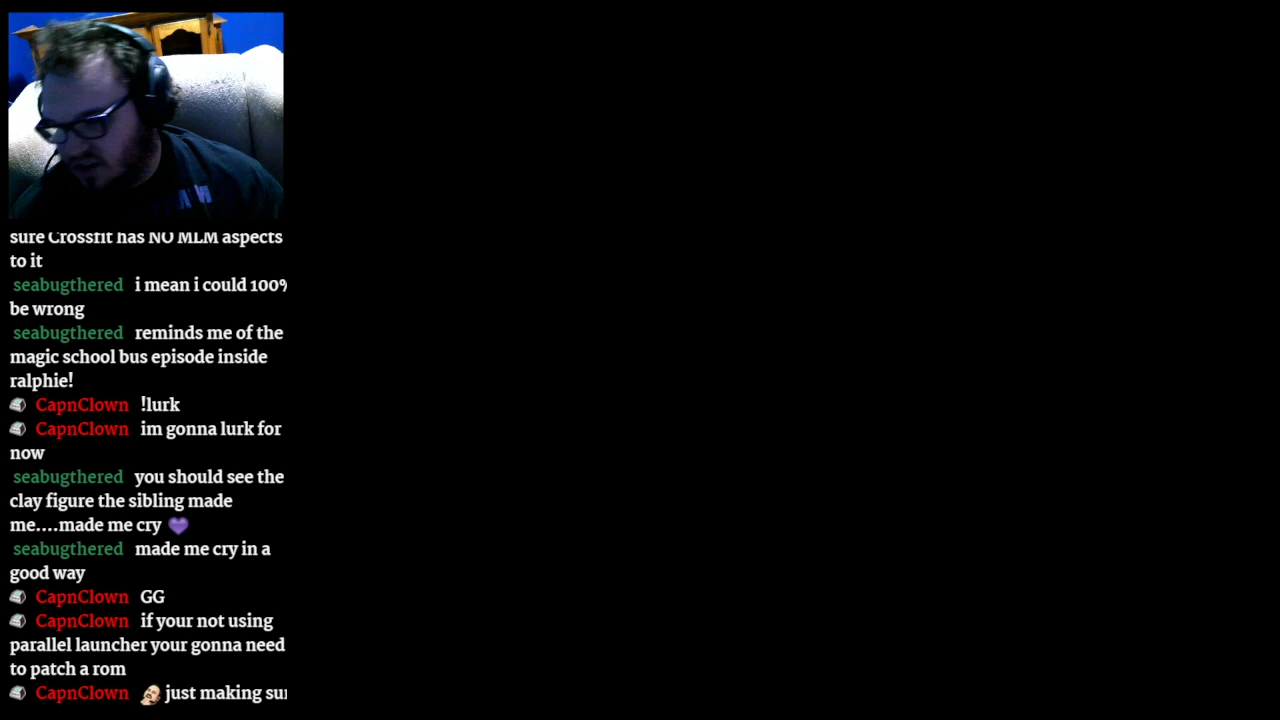 sure Crossfit has NO MLM aspects
to it
seabugthered i mean i could 100%
be wrong
seabugthered reminds me of the
magic school bus episode inside
ralphie!
CapnClown !lurk
CapnClown im gonna lurk for
now
seabugthered you should see the
clay figure the sibling made
me....made me cry 💜
seabugthered made me cry in a
good way
CapnClown GG
CapnClown if your not using
parallel launcher your gonna need
to patch a rom
CapnClown just making